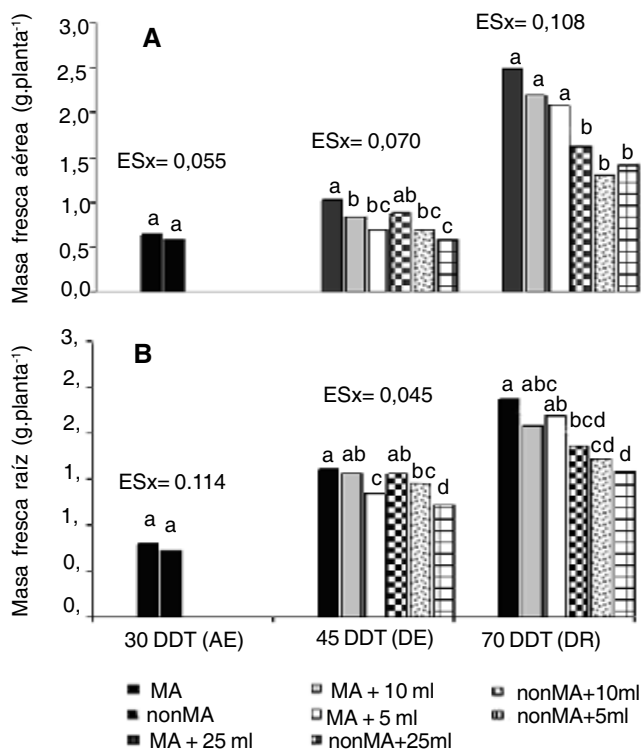 A
Masa fresca aérea (g.planta-1)
3,0
2,5
2,0
1,5
1,0
0,5
0,0
ESx= 0,055
a a
ESx= 0,070
a b bc ab bc c
ESx= 0,108
a a a b b b
B
Masa fresca raíz (g.planta-1)
3,
2,
2,
1,
1,
0,
0,
ESx= 0.114
a a
ESx= 0,045
a ab c ab bc d
a abc ab bcd cd d
30 DDT (AE) 45 DDT (DE) 70 DDT (DR)
MA MA + 10 ml nonMA+10ml
nonMA MA + 5 ml nonMA+5ml
MA + 25 ml nonMA+25ml